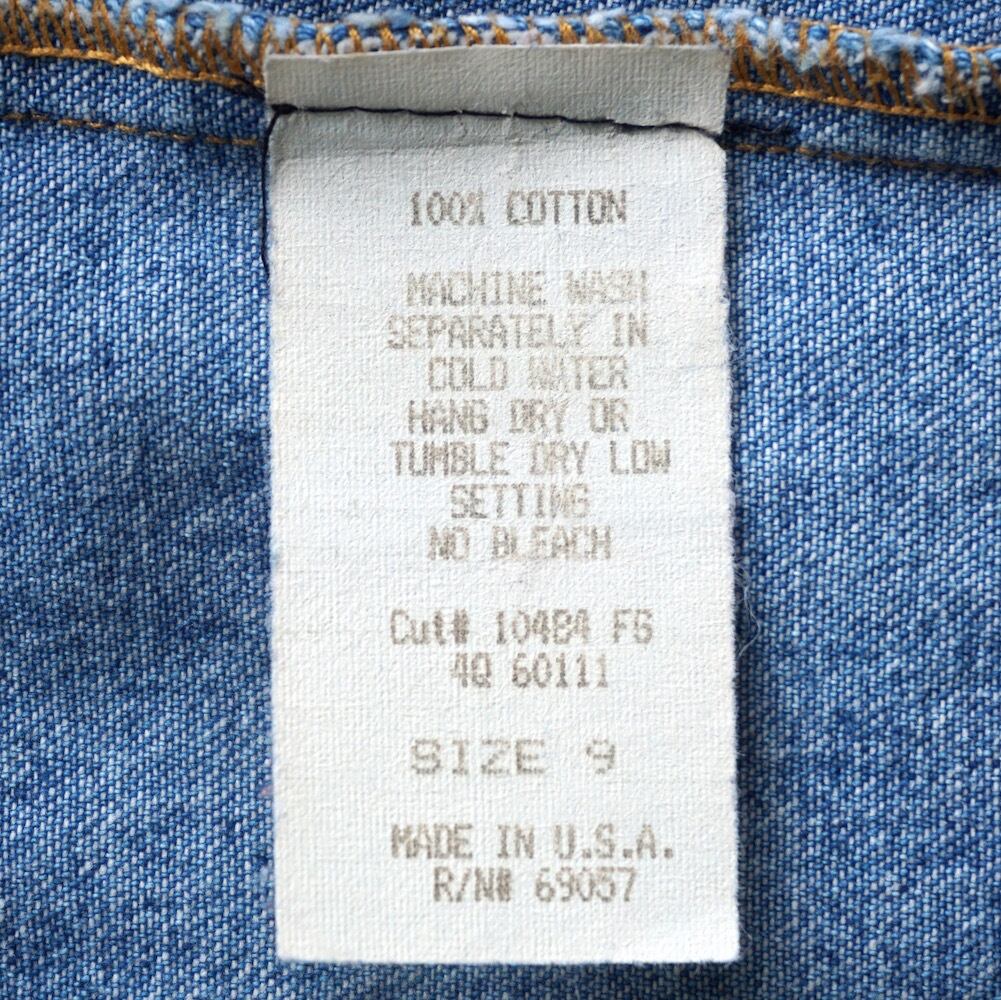 100% COTTON
MACHINE WASH
SEPARATELY IN
COLD WATER
HANG DRY OR
TUMBLE DRY LOW
SETTING
NO BLEACH
Cut# 10484 FG
4Q 60111
SIZE 9
MADE IN U.S.A.
R/N# 69057